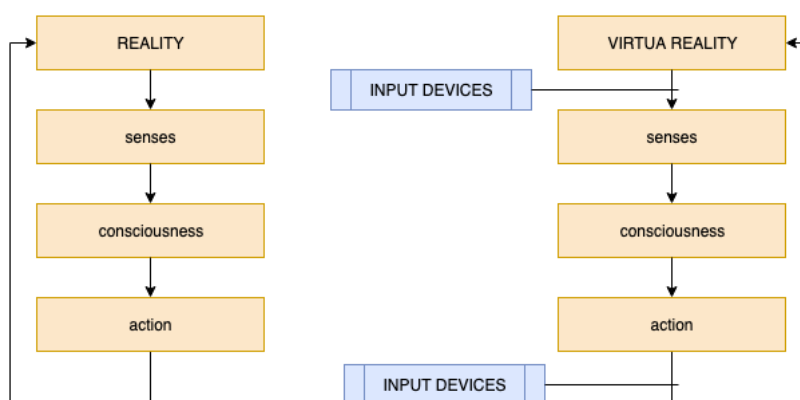 REALITY
senses
consciousness
action
INPUT DEVICES
INPUT DEVICES
VIRTUA REALITY
senses
consciousness
action